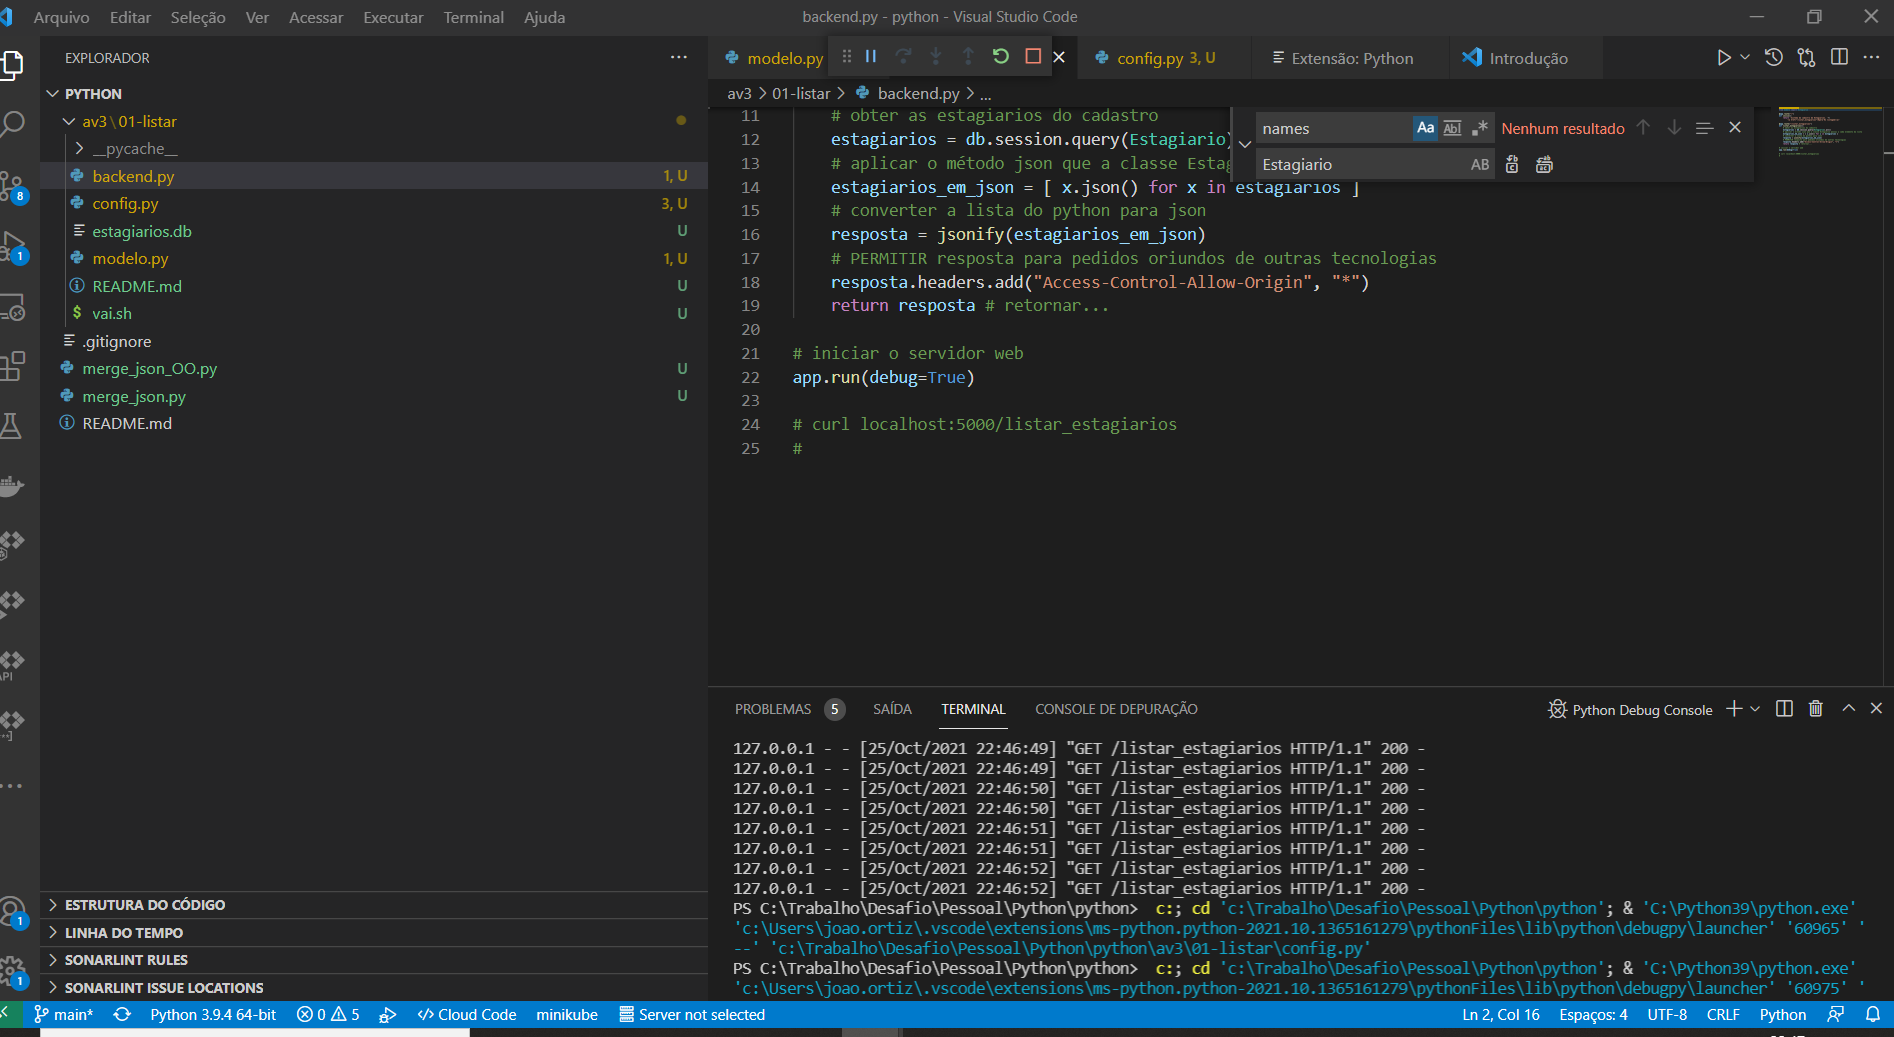 Arquivo Editar Seleção Ver Acessar Executar Terminal Ajuda
backend.py - python - Visual Studio Code
EXPLORADOR
PYTHON
av3\01-listar
__pycache__
backend.py 1, U
config.py 3, U
estagiarios.db U
modelo.py 1, U
README.md U
vai.sh U
.gitignore
merge_json_OO.py U
merge_json.py U
README.md
ESTRUTURA DO CÓDIGO
LINHA DO TEMPO
SONARLINT RULES
SONARLINT ISSUE LOCATIONS
8
1
API
1
1
modelo.py config.py 3, U Extensão: Python Introdução
av3 > 01-listar > backend.py > ...
names Aa Abl .* Nenhum resultado
Estagiario AB
11 # obter as estagiarios do cadastro
12 estagiarios = db.session.query(Estagiario)
13 # aplicar o método json que a classe Estag
14 estagiarios_em_json = [ x.json() for x in estagiarios ]
15 # converter a lista do python para json
16 resposta = jsonify(estagiarios_em_json)
17 # PERMITIR resposta para pedidos oriundos de outras tecnologias
18 resposta.headers.add("Access-Control-Allow-Origin", "*")
19 return resposta # retornar...
20
21 # iniciar o servidor web
22 app.run(debug=True)
23
24 # curl localhost:5000/listar_estagiarios
25 #
PROBLEMAS 5 SAÍDA TERMINAL CONSOLE DE DEPURAÇÃO
Python Debug Console
127.0.0.1 - - [25/Oct/2021 22:46:49] "GET /listar_estagiarios HTTP/1.1" 200 -
127.0.0.1 - - [25/Oct/2021 22:46:49] "GET /listar_estagiarios HTTP/1.1" 200 -
127.0.0.1 - - [25/Oct/2021 22:46:50] "GET /listar_estagiarios HTTP/1.1" 200 -
127.0.0.1 - - [25/Oct/2021 22:46:50] "GET /listar_estagiarios HTTP/1.1" 200 -
127.0.0.1 - - [25/Oct/2021 22:46:51] "GET /listar_estagiarios HTTP/1.1" 200 -
127.0.0.1 - - [25/Oct/2021 22:46:51] "GET /listar_estagiarios HTTP/1.1" 200 -
127.0.0.1 - - [25/Oct/2021 22:46:52] "GET /listar_estagiarios HTTP/1.1" 200 -
127.0.0.1 - - [25/Oct/2021 22:46:52] "GET /listar_estagiarios HTTP/1.1" 200 -
PS C:\Trabalho\Desafio\Pessoal\Python\python> c:; cd 'c:\Trabalho\Desafio\Pessoal\Python\python'; & 'C:\Python39\python.exe'
'c:\Users\joao.ortiz\.vscode\extensions\ms-python.python-2021.10.1365161279\pythonFiles\lib\python\debugpy\launcher' '60965' '
--' 'c:\Trabalho\Desafio\Pessoal\Python\python\av3\01-listar\config.py'
PS C:\Trabalho\Desafio\Pessoal\Python\python> c:; cd 'c:\Trabalho\Desafio\Pessoal\Python\python'; & 'C:\Python39\python.exe'
'c:\Users\joao.ortiz\.vscode\extensions\ms-python.python-2021.10.1365161279\pythonFiles\lib\python\debugpy\launcher' '60975' '
main* Python 3.9.4 64-bit 0 5 Cloud Code minikube Server not selected Ln 2, Col 16 Espaços: 4 UTF-8 CRLF Python